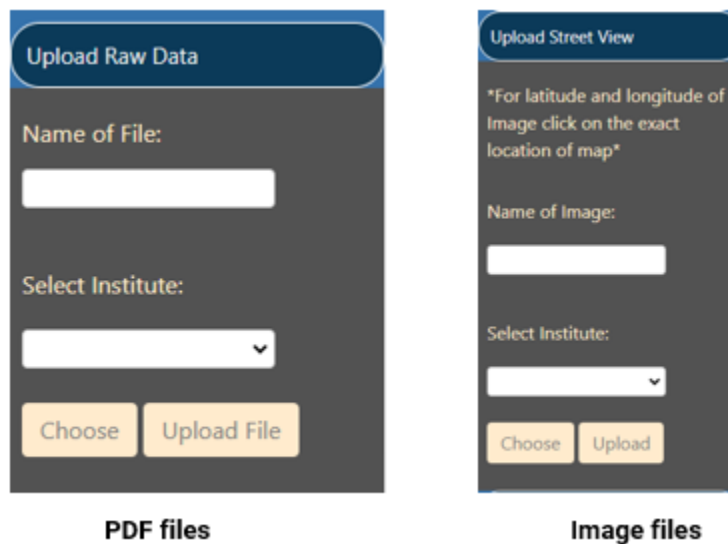 Upload Raw Data
Name of File:
Select Institute:
Choose
Upload File
PDF files
Upload Street View
*For latitude and longitude of
Image click on the exact
location of map*
Name of Image:
Select Institute:
Choose
Upload
Image files